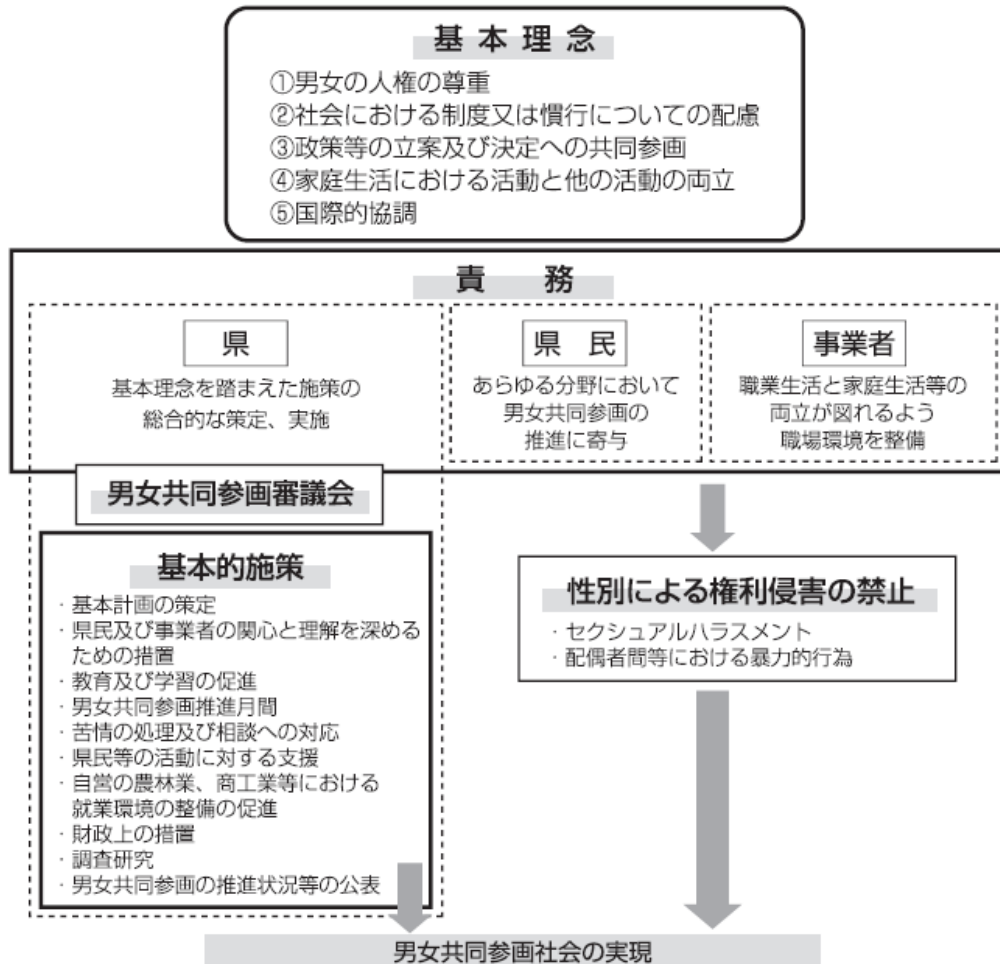 基本理念
①男女の人権の尊重
②社会における制度又は慣行についての配慮
③政策等の立案及び決定への共同参画
④家庭生活における活動と他の活動の両立
⑤国際的協調
責　務
県
基本理念を踏まえた施策の
総合的な策定、実施
県　民
あらゆる分野において
男女共同参画の
推進に寄与
事業者
職業生活と家庭生活等の
両立が図れるよう
職場環境を整備
男女共同参画審議会
基本的施策
・基本計画の策定
・県民及び事業者の関心と理解を深める
ための措置
・教育及び学習の促進
・男女共同参画推進月間
・苦情の処理及び相談への対応
・県民等の活動に対する支援
・自営の農林業、商工業等における
就業環境の整備の促進
・財政上の措置
・調査研究
・男女共同参画の推進状況等の公表
性別による権利侵害の禁止
・セクシュアルハラスメント
・配偶者間等における暴力的行為
男女共同参画社会の実現